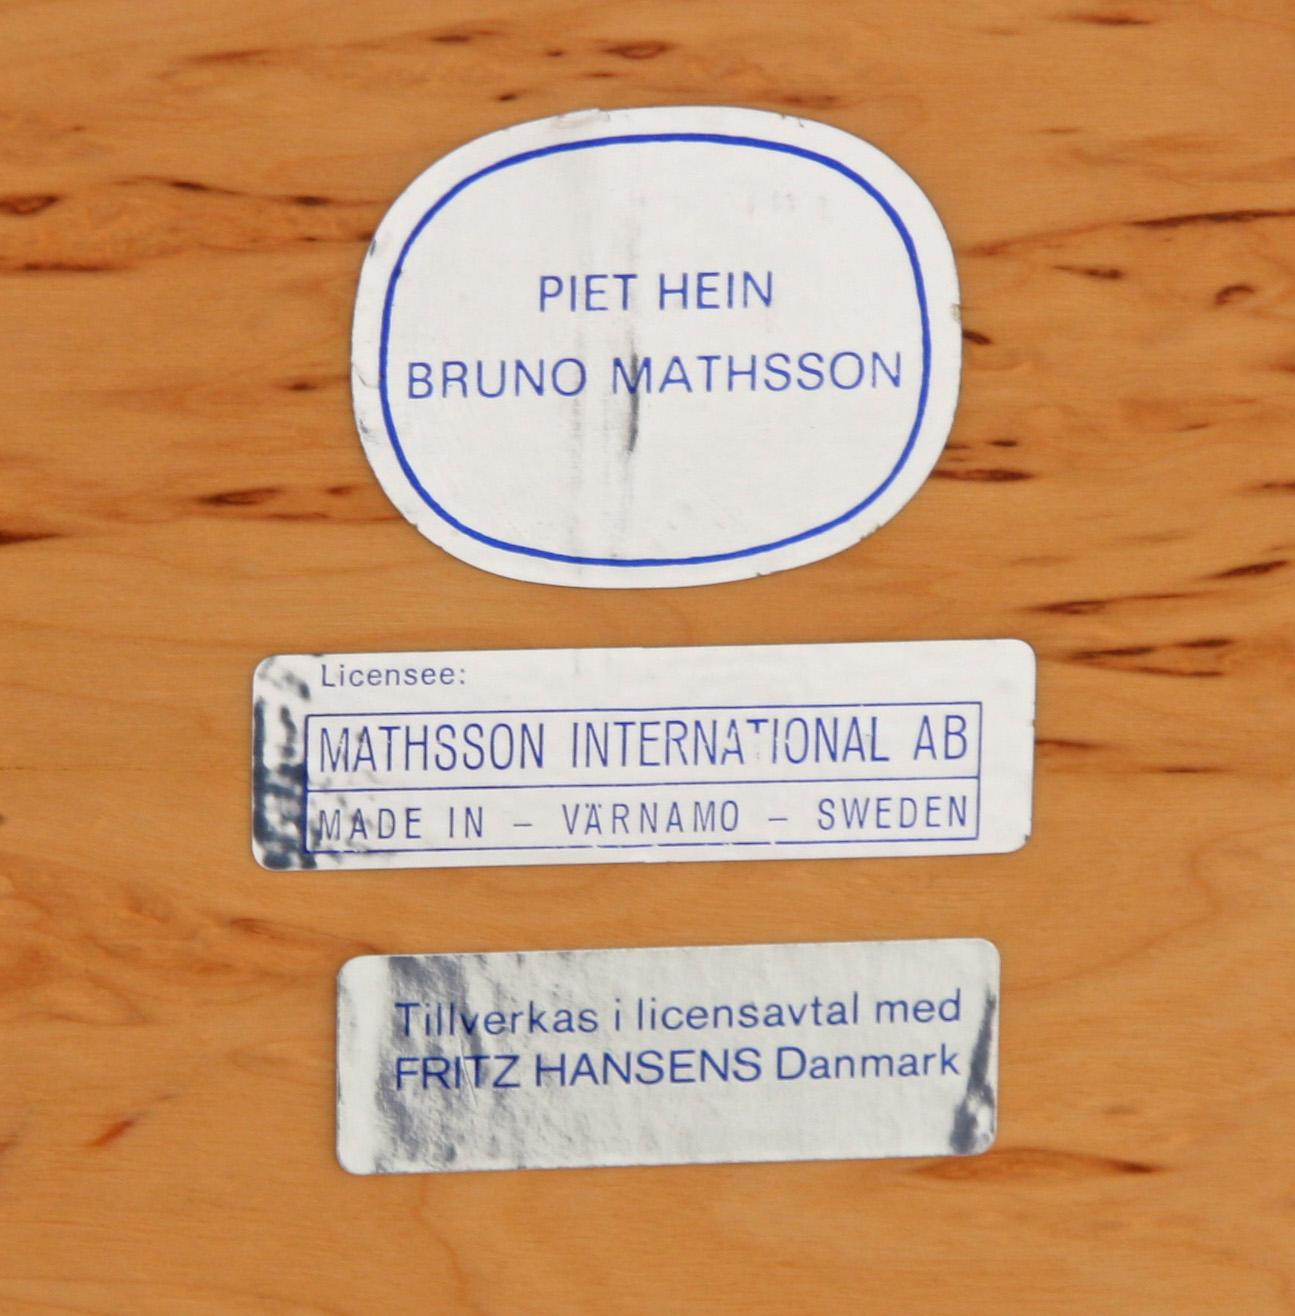 PIET HEIN
BRUNO MATHSSON
Licensee:
MATHSSON INTERNATIONAL AB
MADE IN – VÄRNAMO – SWEDEN
Tillverkas i licensavtal med
FRITZ HANSENS Danmark